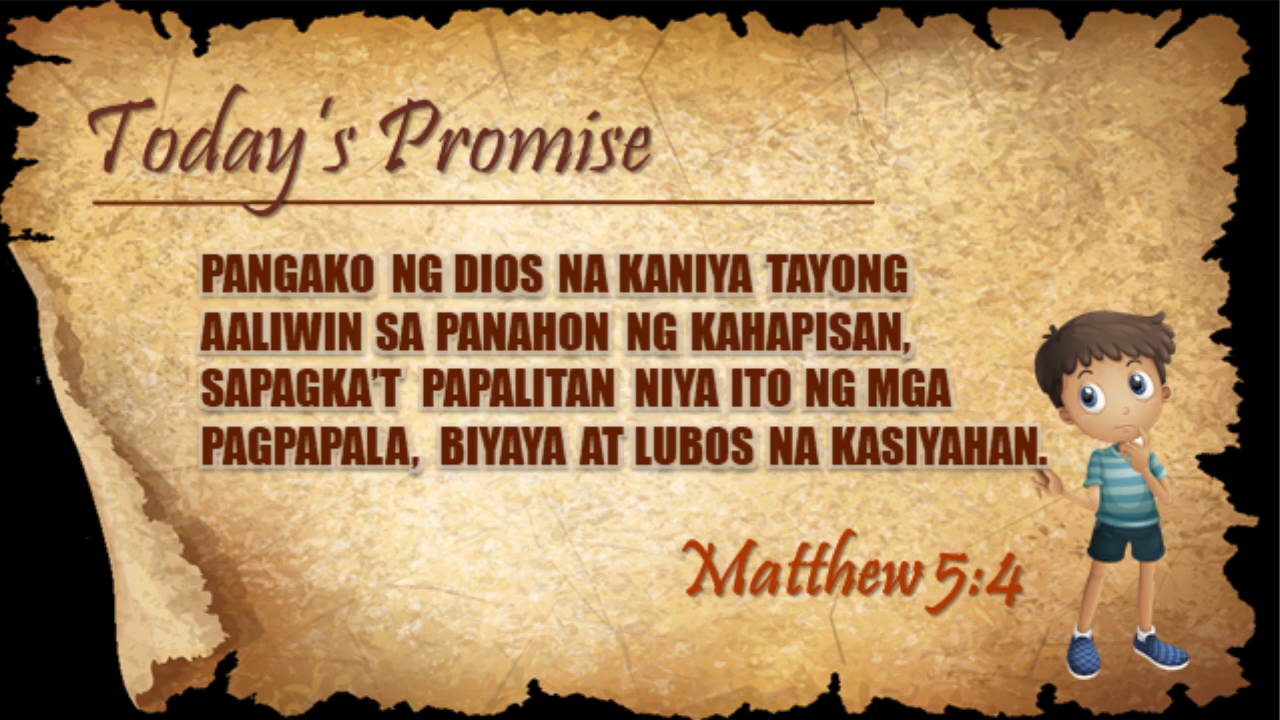 Today's Promise
PANGAKO NG DIOS NA KANIYA TAYONG
AALIWIN SA PANAHON NG KAHAPISAN,
SAPAGKA'T PAPALITAN NIYA ITO NG MGA
PAGPAPALA, BIYAYA AT LUBOS NA KASIYAHAN.
Matthew 5:4